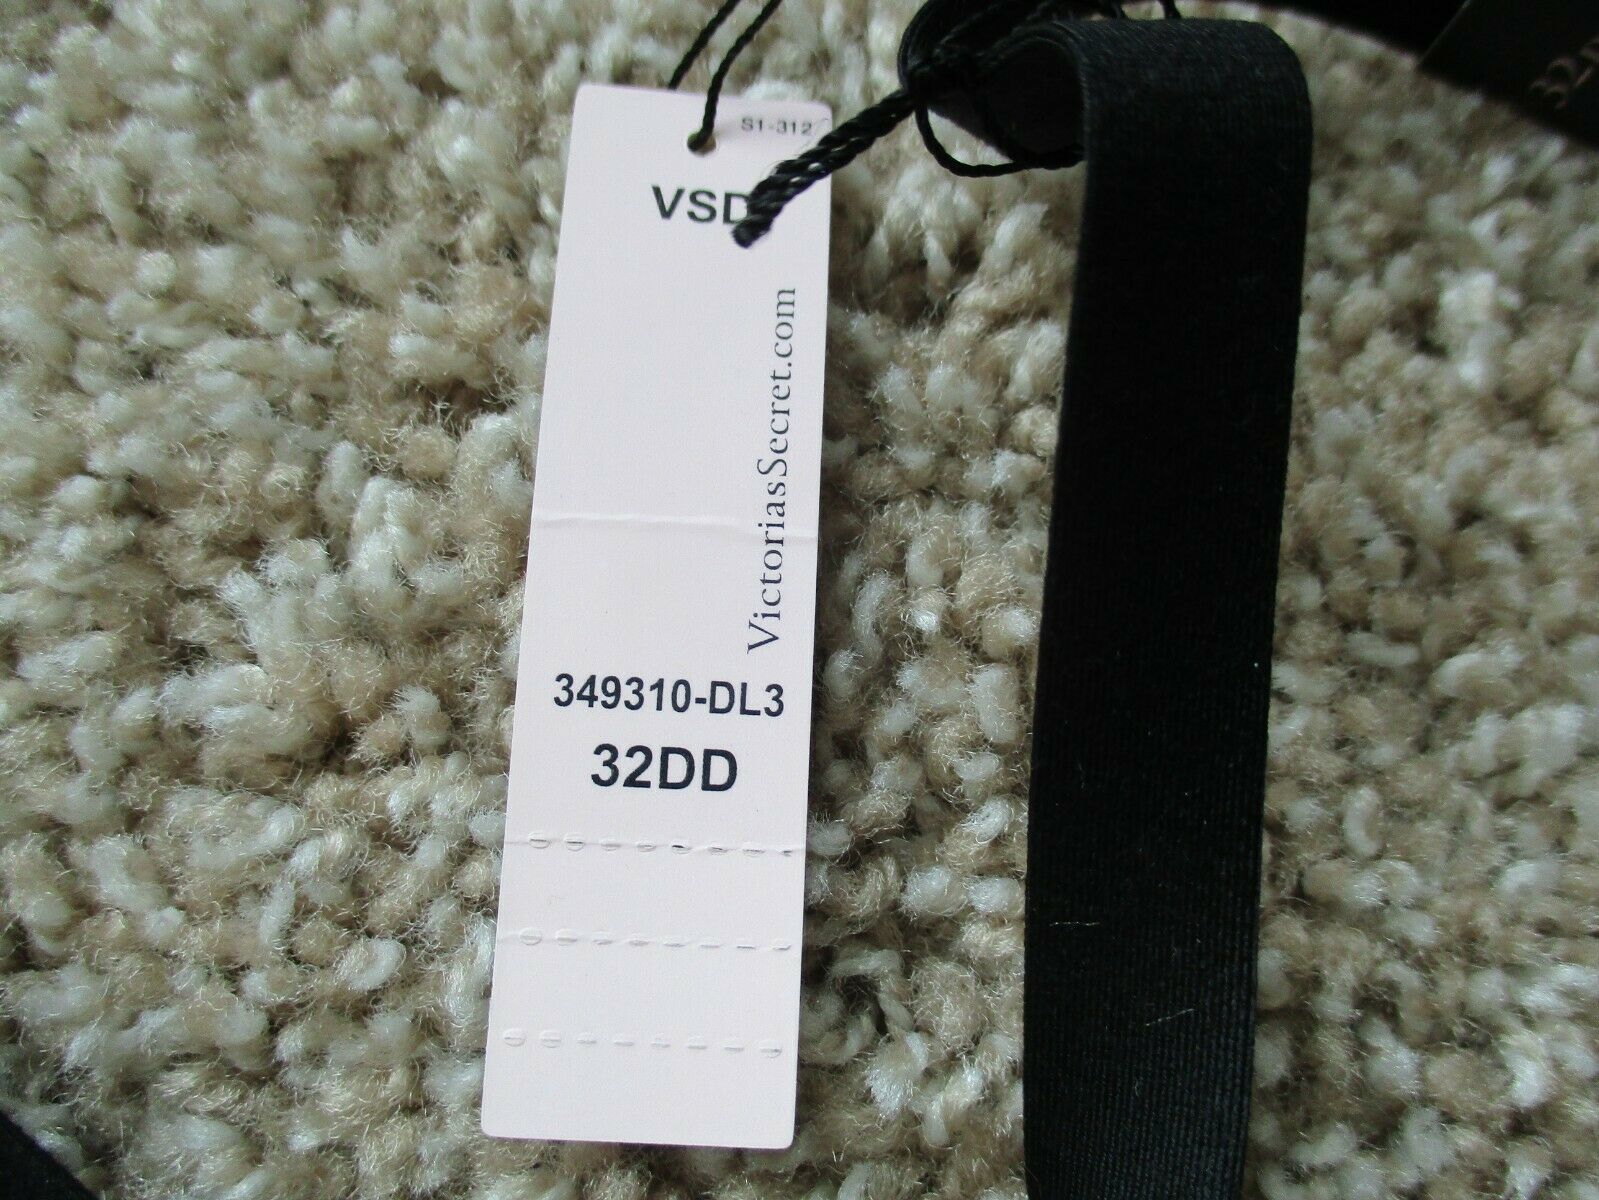 S1-312
VSD
VictoriasSecret.com
349310-DL3
32DD